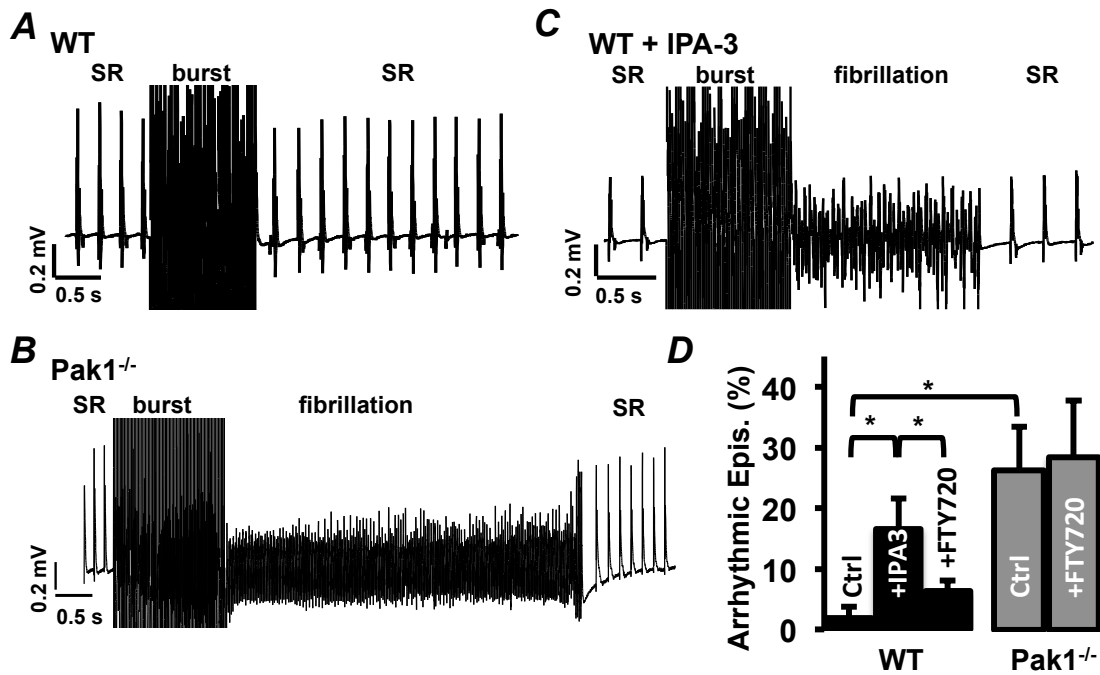 A
WT
SR burst SR
0.2 mV
0.5 s
B
Pak1-/-
SR burst fibrillation SR
0.2 mV
0.5 s
C
WT + IPA-3
SR burst fibrillation SR
0.2 mV
0.5 s
D
Arrhythmic Epis. (%)
40
30
20
10
0
*
* *
Ctrl
+IPA3
+FTY720
Ctrl
+FTY720
WT Pak1-/-